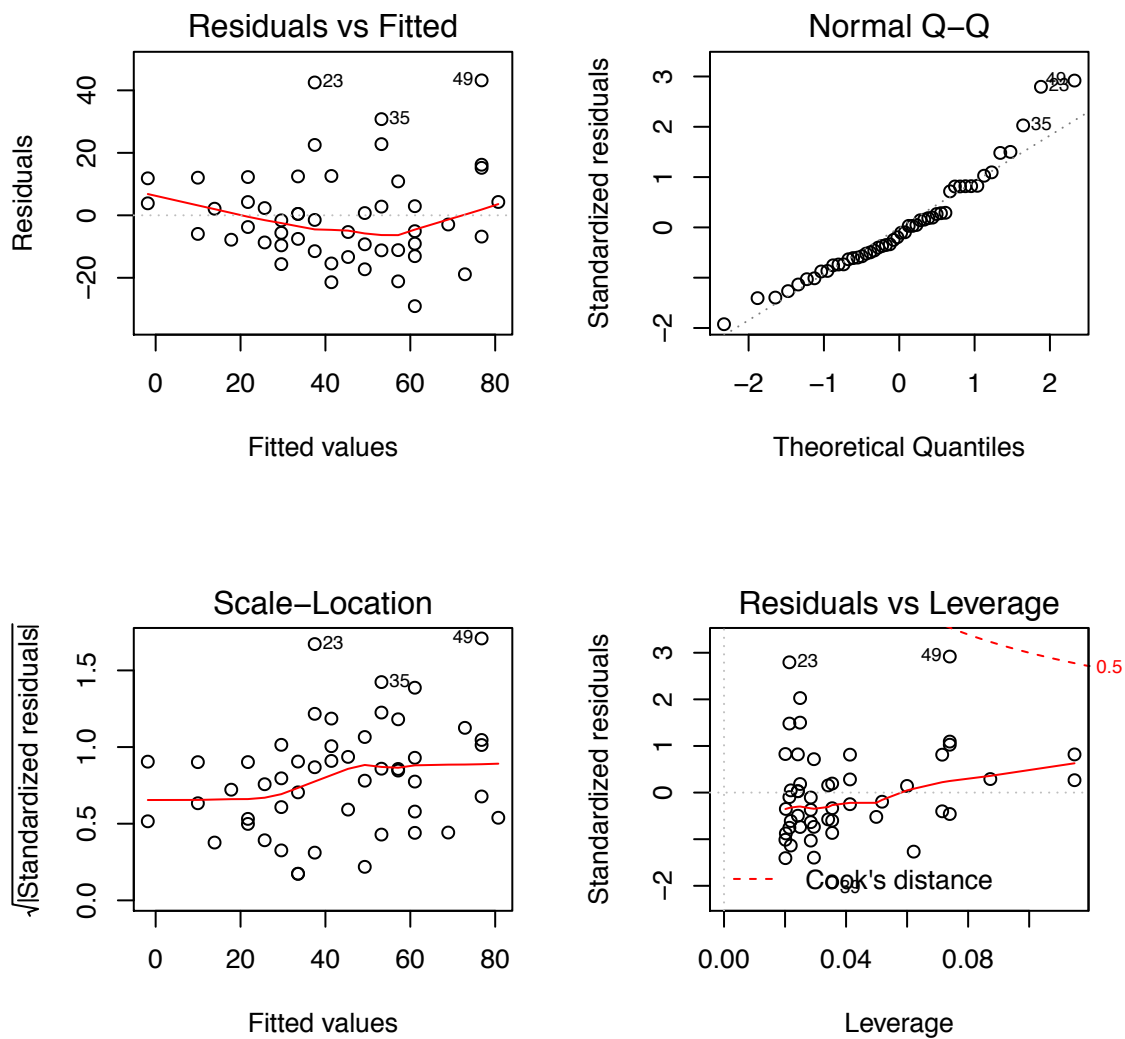 Residuals vs Fitted
Residuals
40
20
0
−20
23
49
35
0 20 40 60 80
Fitted values
Normal Q−Q
Standardized residuals
3
2
1
0
−2
49
23
35
−2 −1 0 1 2
Theoretical Quantiles
Scale−Location
√|Standardized residuals|
1.5
1.0
0.5
0.0
23
49
35
0 20 40 60 80
Fitted values
Residuals vs Leverage
Standardized residuals
3
2
1
0
−2
23
49
0.5
Cook's distance
0.00 0.04 0.08
Leverage